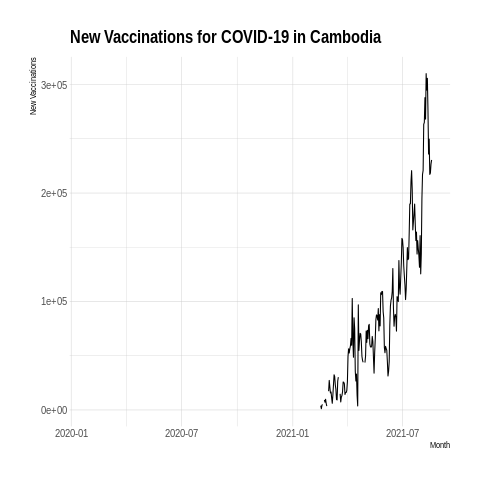 New Vaccinations for COVID-19 in Cambodia
New Vaccinations
3e+05
2e+05
1e+05
0e+00
2020-01 2020-07 2021-01 2021-07
Month